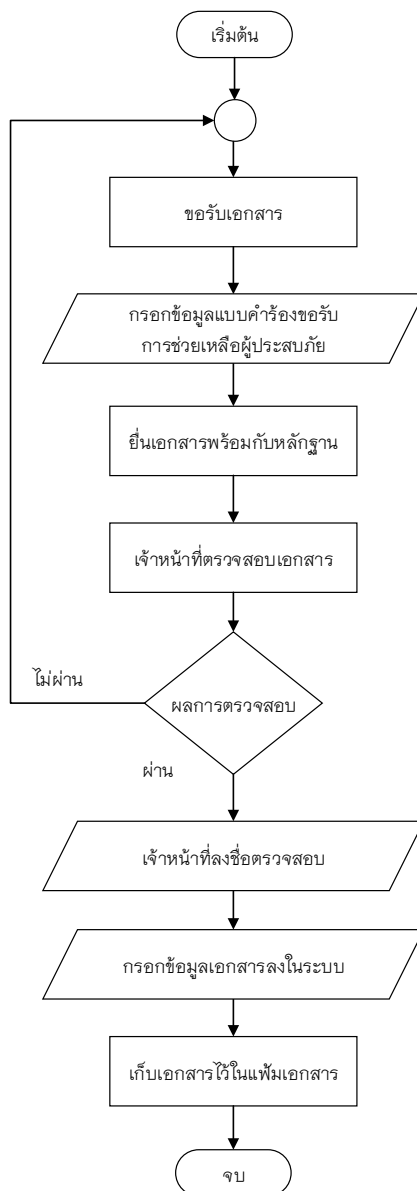 เริ่มต้น
ขอรับเอกสาร
กรอกข้อมูลแบบคำร้องขอรับ
การช่วยเหลือผู้ประสบภัย
ยื่นเอกสารพร้อมกับหลักฐาน
เจ้าหน้าที่ตรวจสอบเอกสาร
ไม่ผ่าน
ผลการตรวจสอบ
ผ่าน
เจ้าหน้าที่ลงชื่อตรวจสอบ
กรอกข้อมูลเอกสารลงในระบบ
เก็บเอกสารไว้ในแฟ้มเอกสาร
จบ